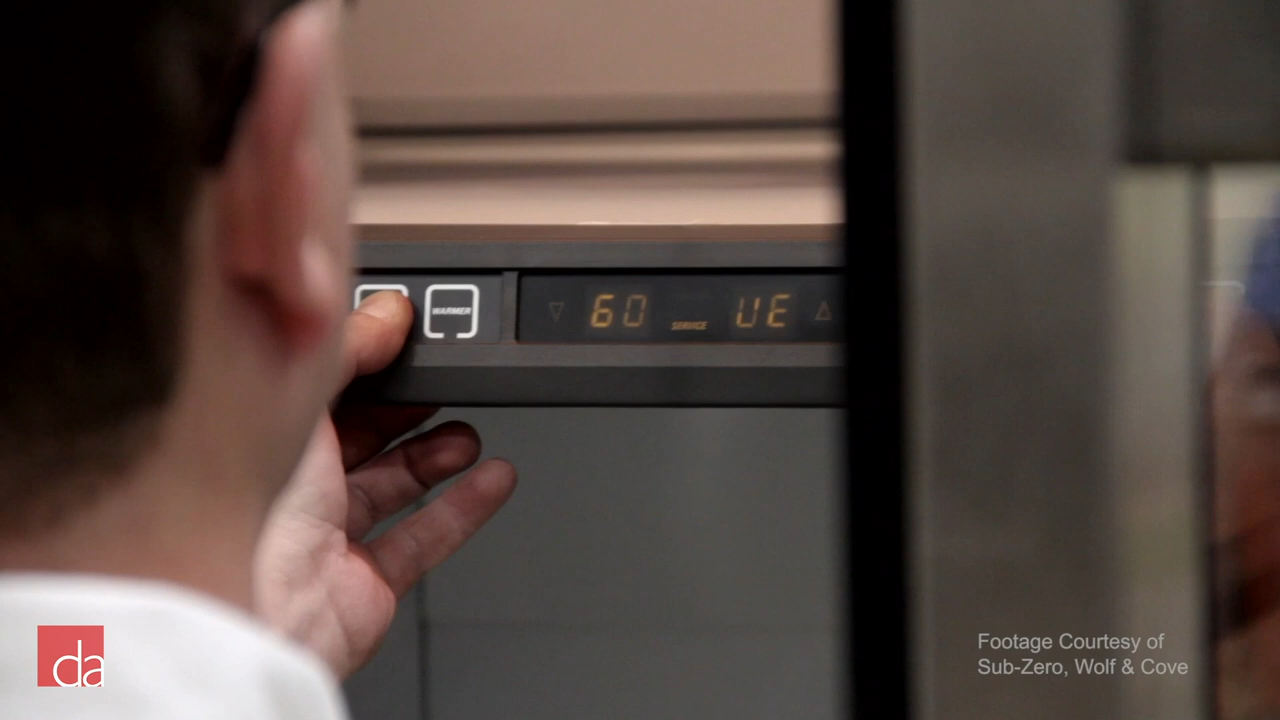 WARMER
60
SERVICE
UE
da
Footage Courtesy of
Sub-Zero, Wolf & Cove